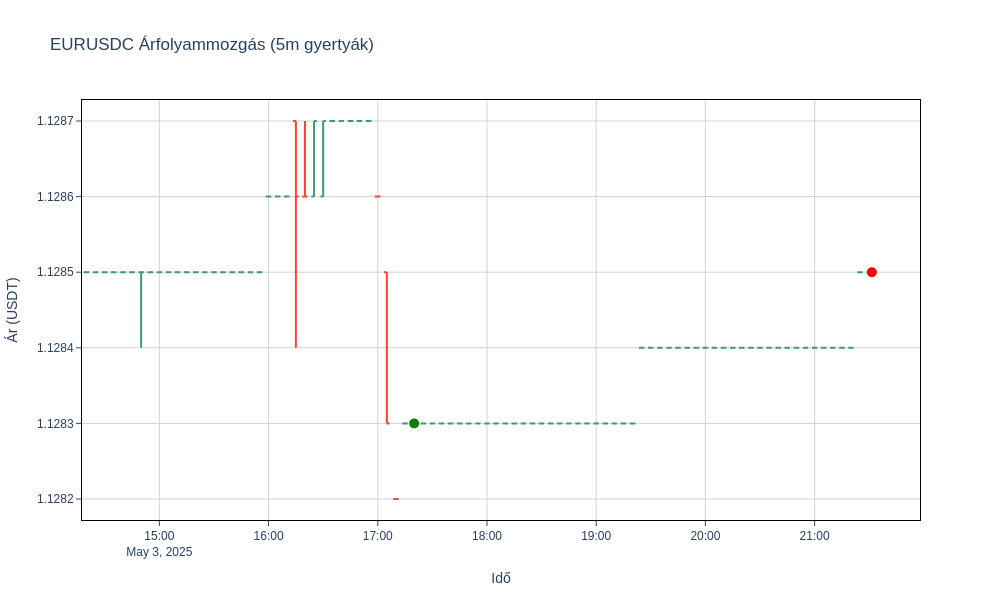 EURUSDC Árfolyammozgás (5m gyertyák)
1.1287
1.1286
1.1285
1.1284
1.1283
1.1282
Ár (USDT)
15:00 16:00 17:00 18:00 19:00 20:00 21:00
May 3, 2025
Idő